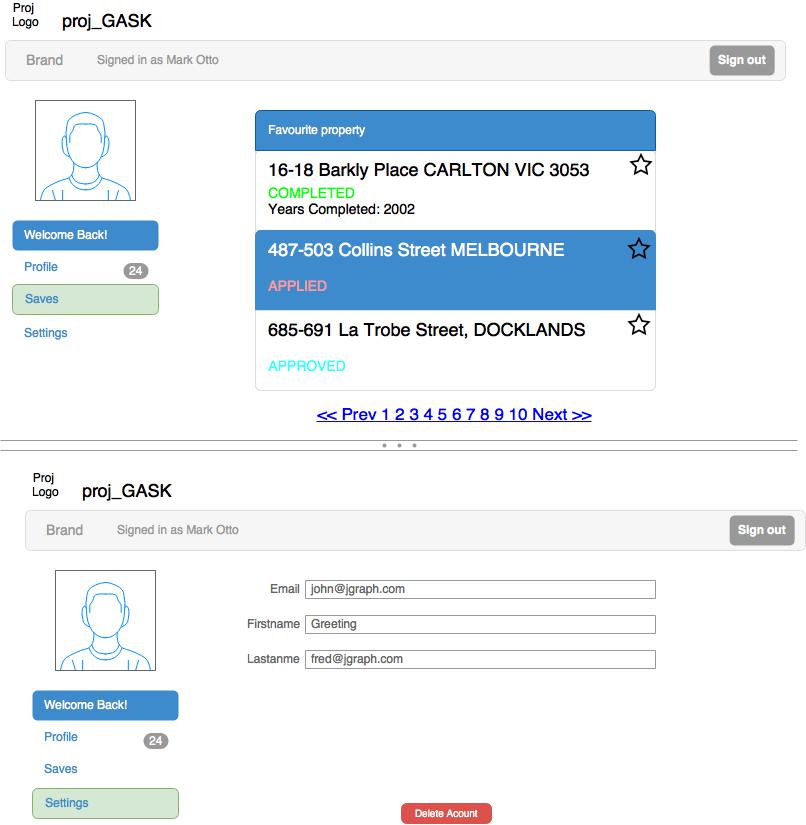 Proj
Logo
proj_GASK
Brand
Signed in as Mark Otto
Sign out
Welcome Back!
Profile
24
Saves
Settings
Favourite property
16-18 Barkly Place CARLTON VIC 3053
COMPLETED
Years Completed: 2002
487-503 Collins Street MELBOURNE
APPLIED
685-691 La Trobe Street, DOCKLANDS
APPROVED
<< Prev 1 2 3 4 5 6 7 8 9 10 Next >>
Proj
Logo
proj_GASK
Brand
Signed in as Mark Otto
Sign out
Welcome Back!
Profile
24
Saves
Settings
Email john@jgraph.com
Firstname Greeting
Lastanme fred@jgraph.com
Delete Acount